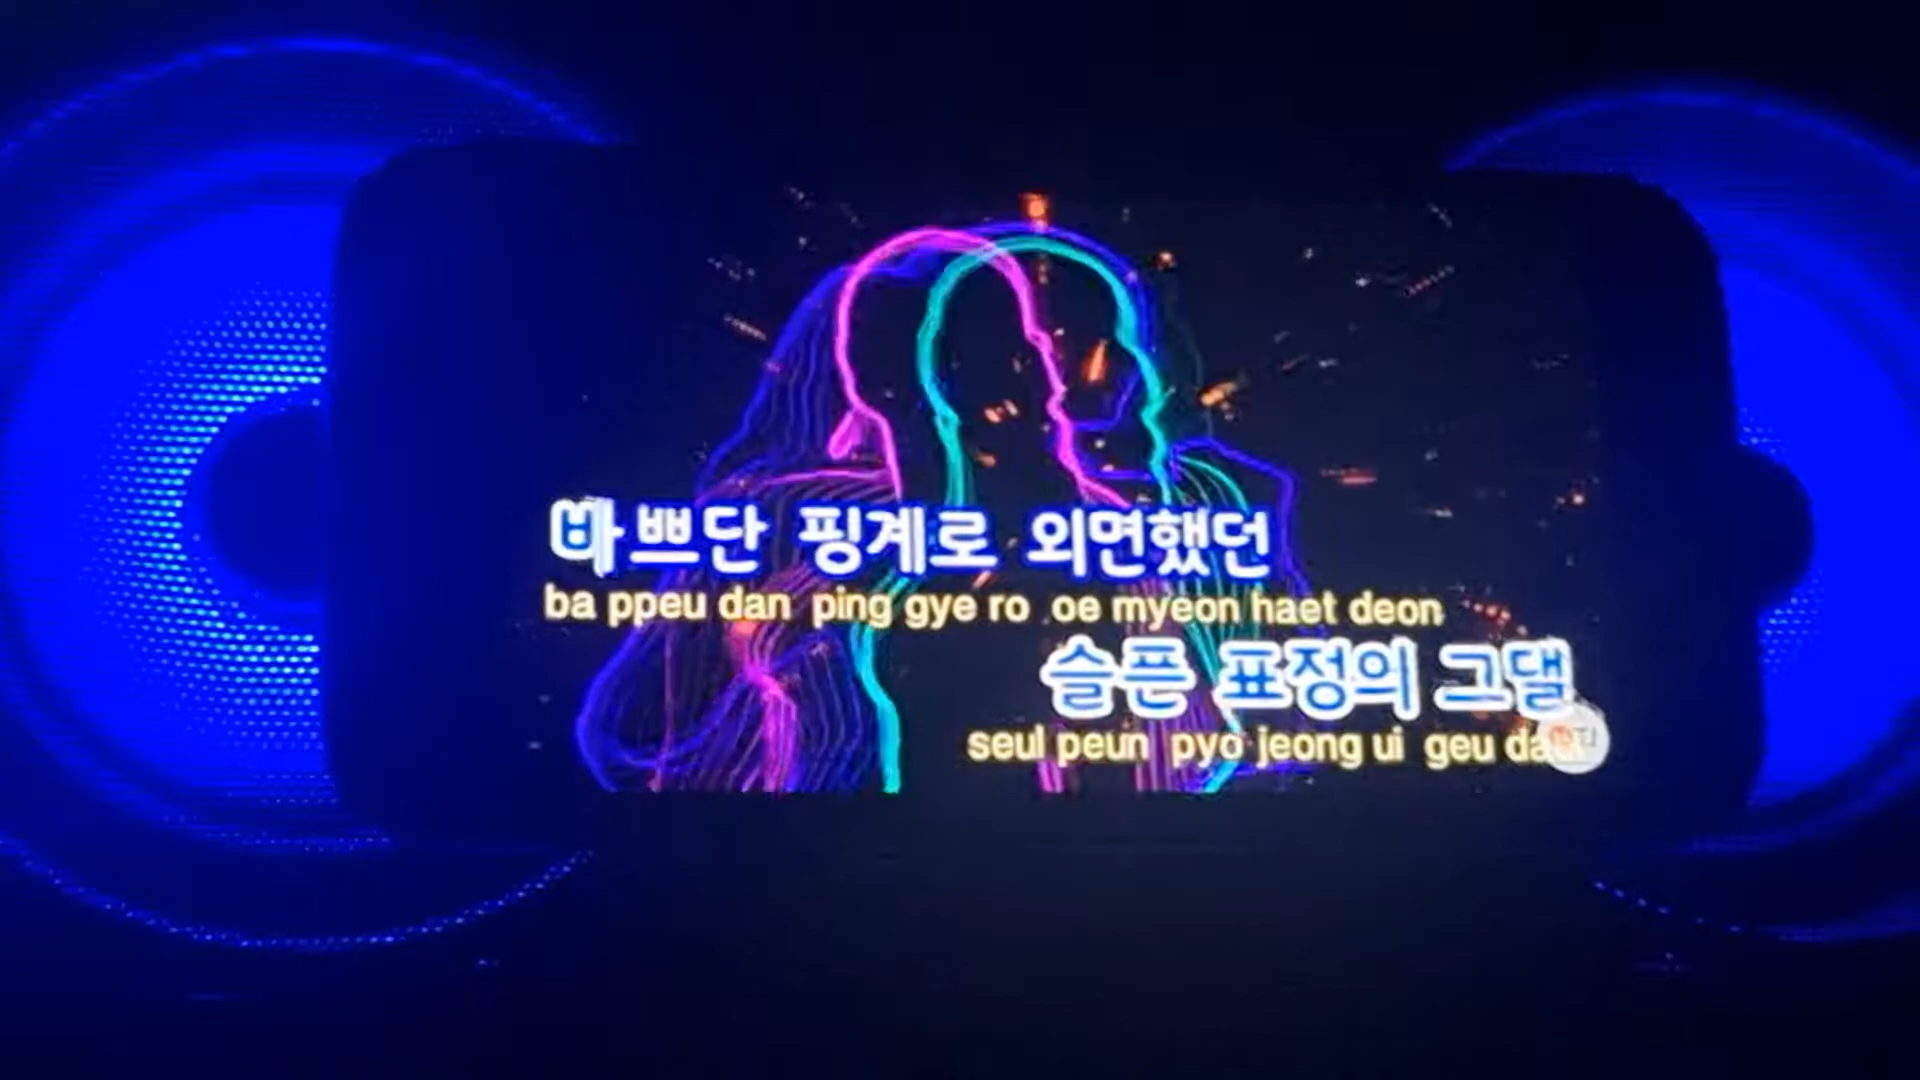 바쁘단 핑계로 외면했던
ba ppeu dan ping gye ro oe myeon haet deon
슬픈 표정의 그댈
seul peun pyo jeong ui geu da